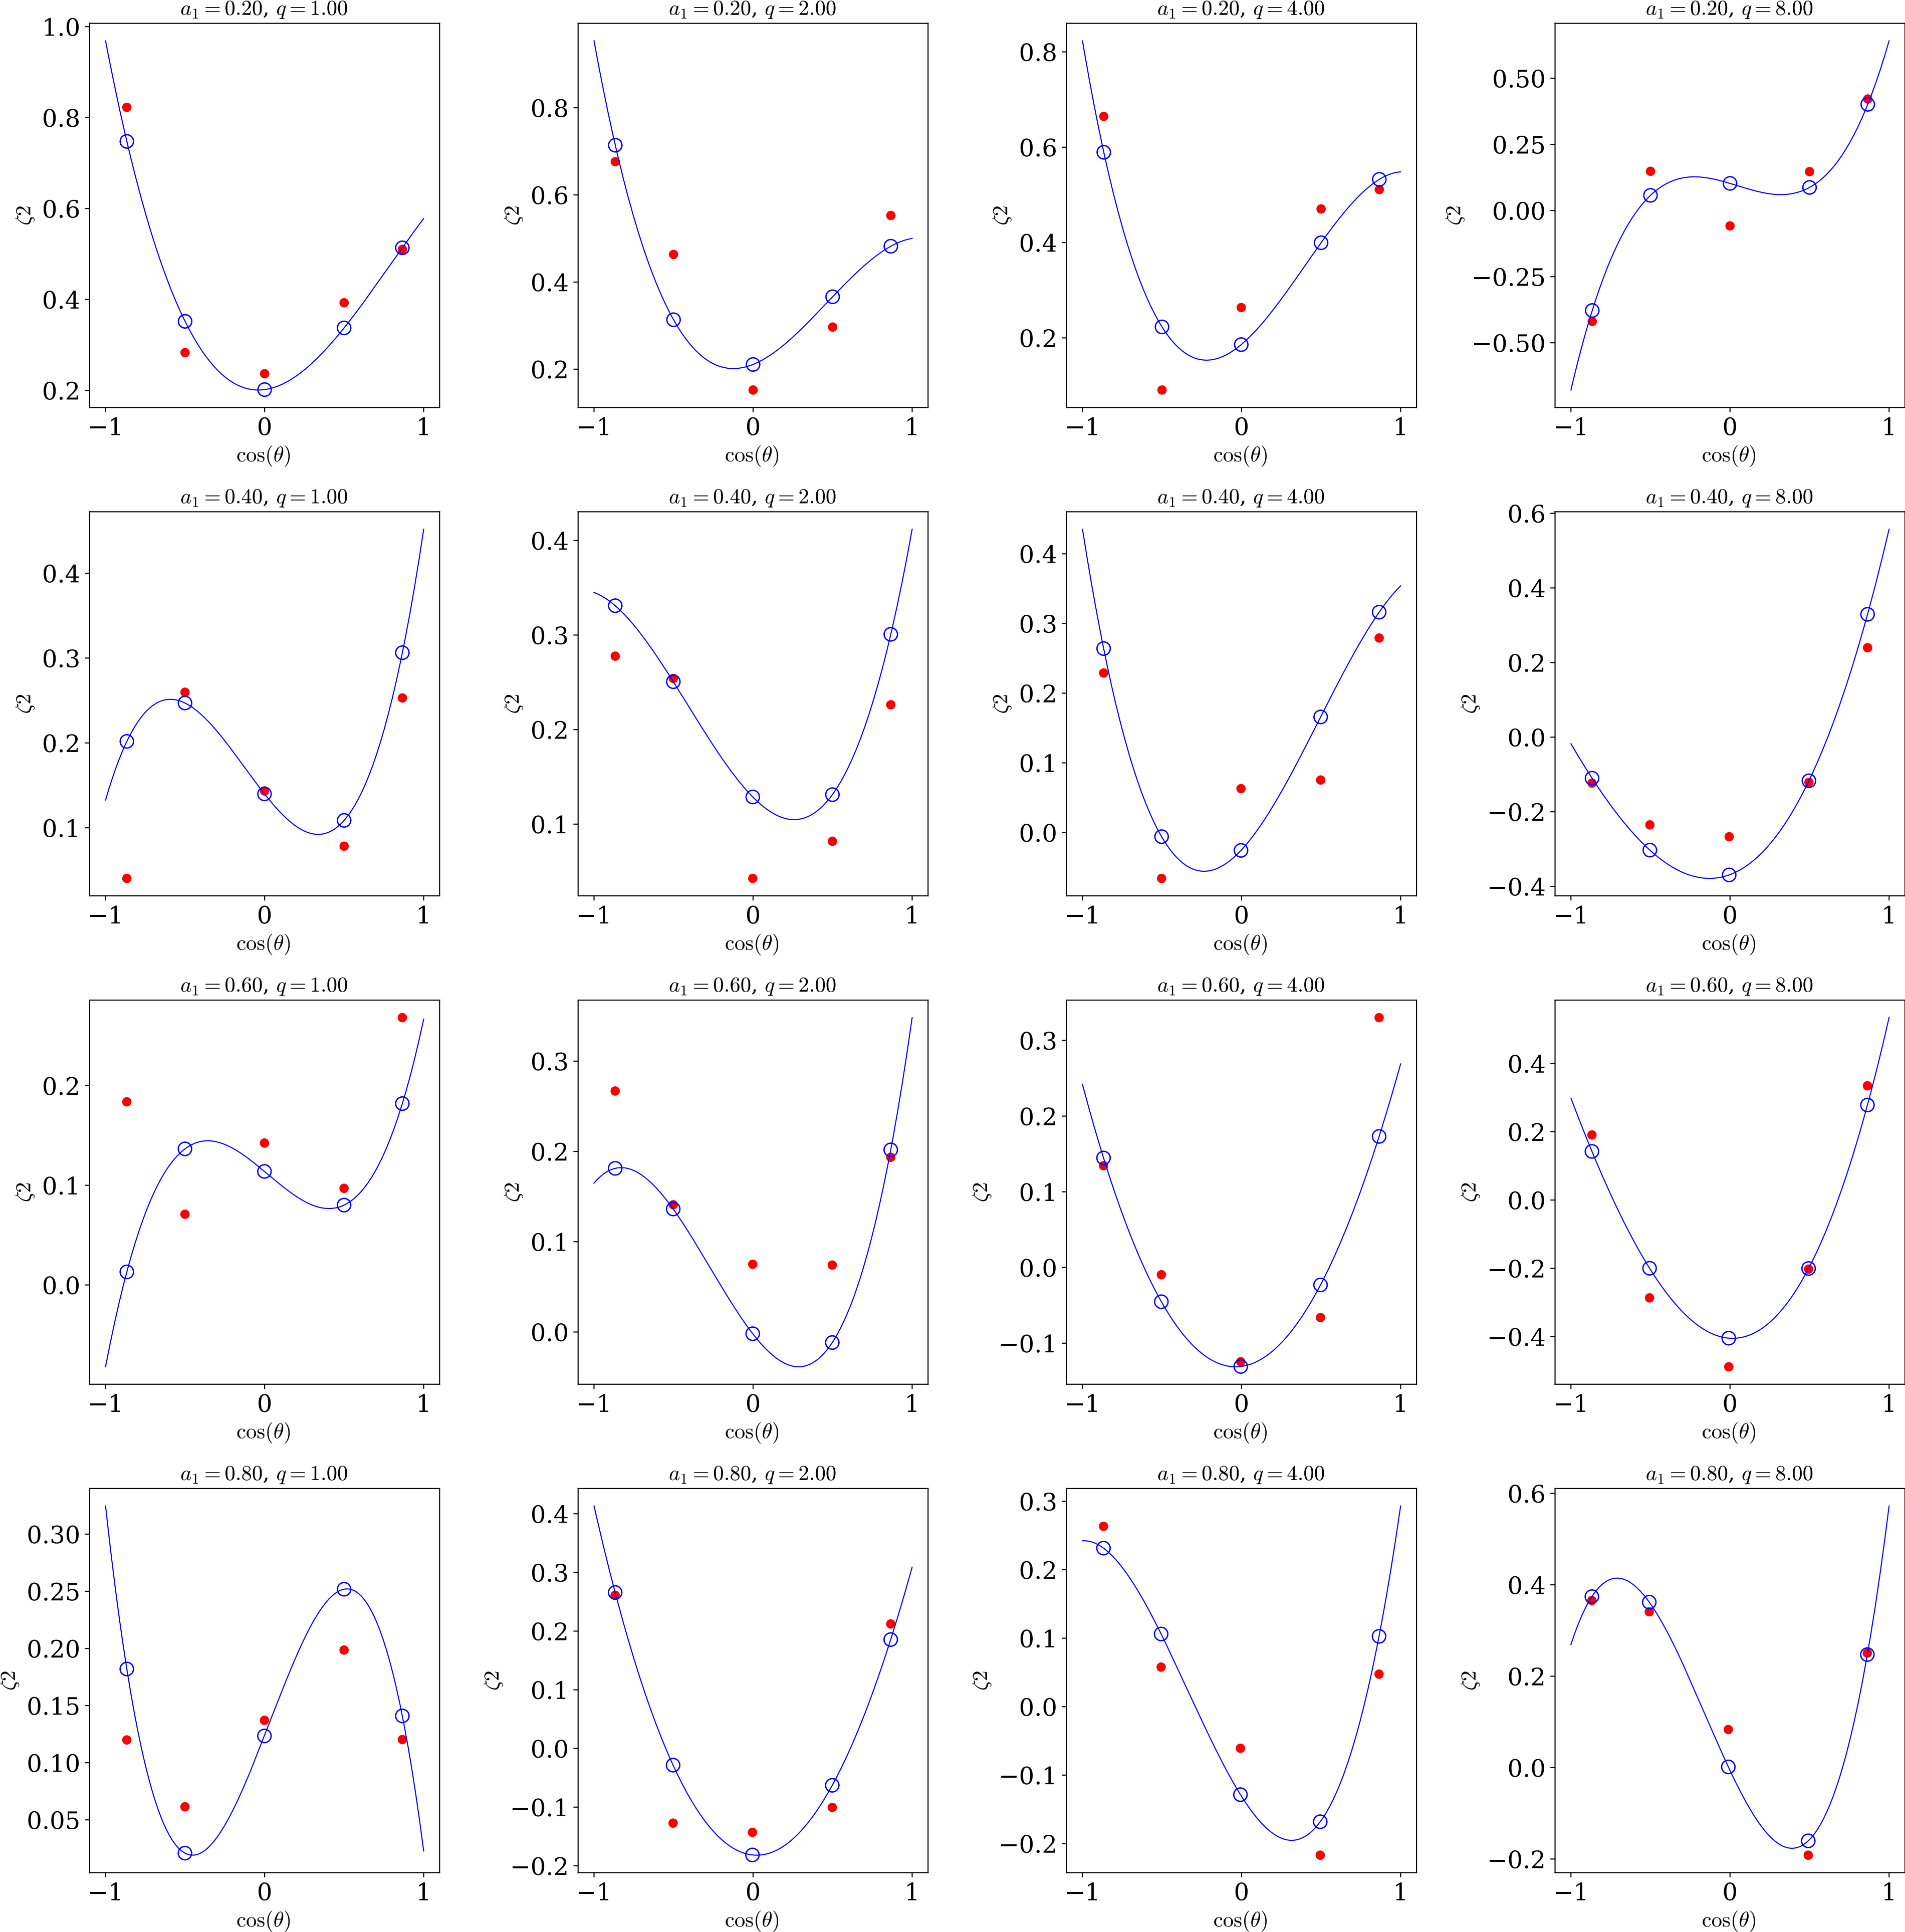 a₁ = 0.20, q = 1.00
1.0
0.8
0.6
0.4
0.2
ζ2
−1 0 1
cos(θ)
a₁ = 0.20, q = 2.00
0.8
0.6
0.4
0.2
ζ2
−1 0 1
cos(θ)
a₁ = 0.20, q = 4.00
0.8
0.6
0.4
0.2
ζ2
−1 0 1
cos(θ)
a₁ = 0.20, q = 8.00
0.50
0.25
0.00
−0.25
−0.50
ζ2
−1 0 1
cos(θ)
a₁ = 0.40, q = 1.00
0.4
0.3
0.2
0.1
ζ2
−1 0 1
cos(θ)
a₁ = 0.40, q = 2.00
0.4
0.3
0.2
0.1
ζ2
−1 0 1
cos(θ)
a₁ = 0.40, q = 4.00
0.4
0.3
0.2
0.1
0.0
ζ2
−1 0 1
cos(θ)
a₁ = 0.40, q = 8.00
0.6
0.4
0.2
0.0
−0.2
−0.4
ζ2
−1 0 1
cos(θ)
a₁ = 0.60, q = 1.00
0.2
0.1
0.0
ζ2
−1 0 1
cos(θ)
a₁ = 0.60, q = 2.00
0.3
0.2
0.1
0.0
ζ2
−1 0 1
cos(θ)
a₁ = 0.60, q = 4.00
0.3
0.2
0.1
0.0
−0.1
ζ2
−1 0 1
cos(θ)
a₁ = 0.60, q = 8.00
0.4
0.2
0.0
−0.2
−0.4
ζ2
−1 0 1
cos(θ)
a₁ = 0.80, q = 1.00
0.30
0.25
0.20
0.15
0.10
0.05
ζ2
−1 0 1
cos(θ)
a₁ = 0.80, q = 2.00
0.4
0.3
0.2
0.1
0.0
−0.1
−0.2
ζ2
−1 0 1
cos(θ)
a₁ = 0.80, q = 4.00
0.3
0.2
0.1
0.0
−0.1
−0.2
ζ2
−1 0 1
cos(θ)
a₁ = 0.80, q = 8.00
0.6
0.4
0.2
0.0
−0.2
ζ2
−1 0 1
cos(θ)